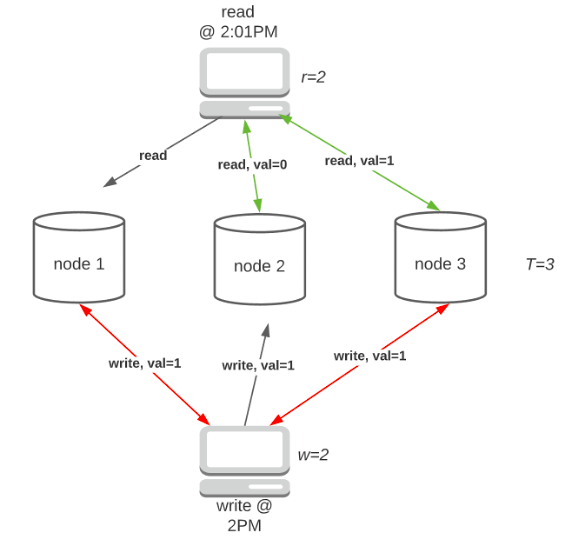 read
@ 2:01PM
r=2
read
read, val=0
read, val=1
node 1
node 2
node 3
T=3
write, val=1
write, val=1
write, val=1
w=2
write @
2PM